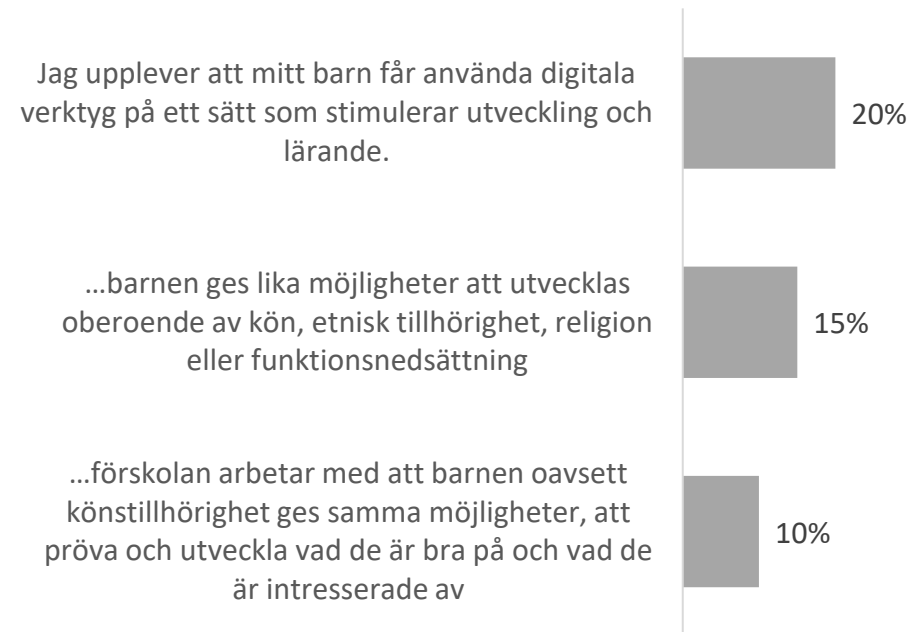 Jag upplever att mitt barn får använda digitala
verktyg på ett sätt som stimulerar utveckling och
lärande.
20%
...barnen ges lika möjligheter att utvecklas
oberoende av kön, etnisk tillhörighet, religion
eller funktionsnedsättning
15%
...förskolan arbetar med att barnen oavsett
könstillhörighet ges samma möjligheter, att
pröva och utveckla vad de är bra på och vad de
är intresserade av
10%